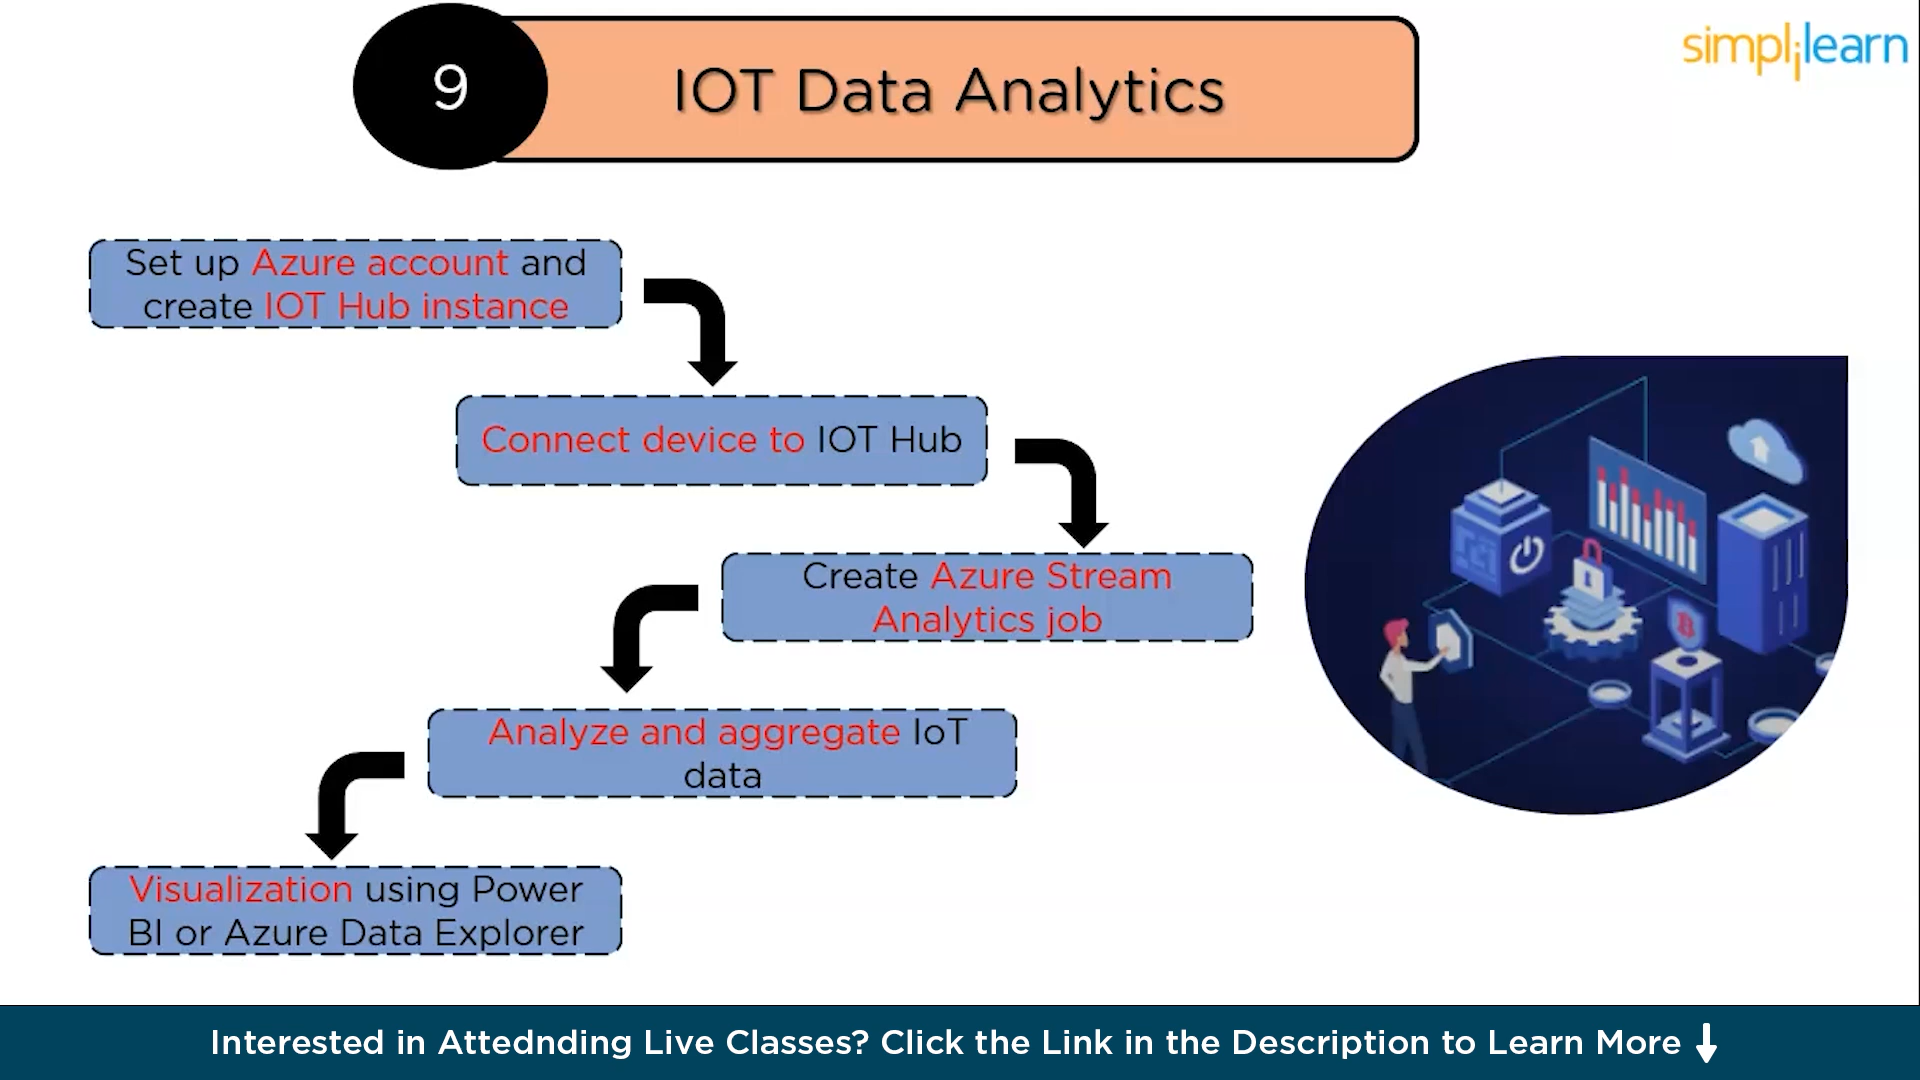 9
IOT Data Analytics
simplilearn
Set up Azure account and
create IOT Hub instance
Connect device to IOT Hub
Create Azure Stream
Analytics job
Analyze and aggregate IoT
data
Visualization using Power
BI or Azure Data Explorer
Interested in Attednding Live Classes? Click the Link in the Description to Learn More